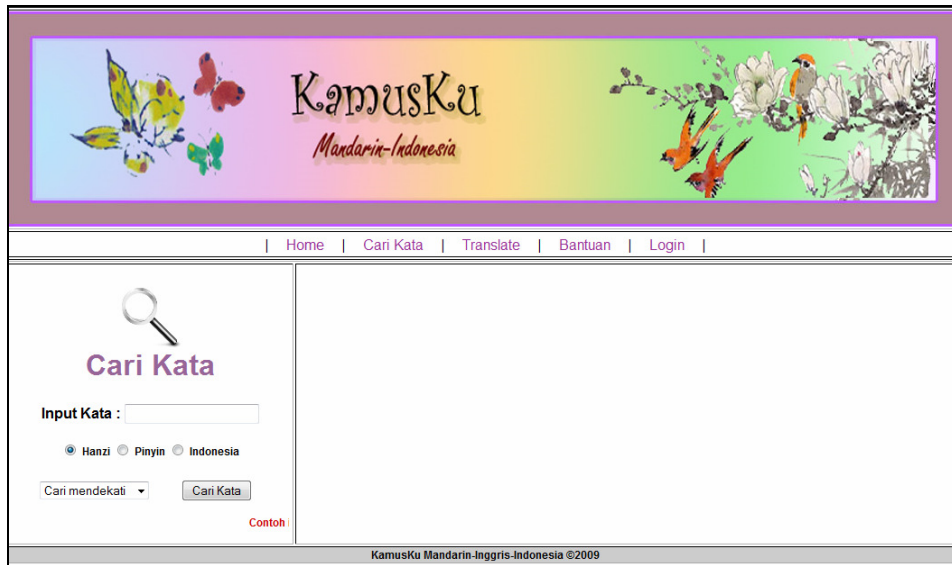 KamusKu
Mandarin-Indonesia
| Home | Cari Kata | Translate | Bantuan | Login |
Cari Kata
Input Kata :
Hanzi Pinyin Indonesia
Cari mendekati Cari Kata
Contoh
KamusKu Mandarin-Inggris-Indonesia ©2009